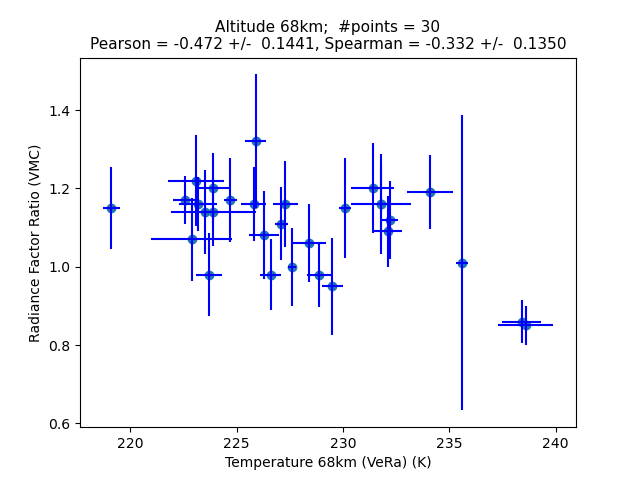 Altitude 68km;  #points = 30
Pearson = -0.472 +/-  0.1441, Spearman = -0.332 +/-  0.1350
Radiance Factor Ratio (VMC)
1.4
1.2
1.0
0.8
0.6
220 225 230 235 240
Temperature 68km (VeRa) (K)